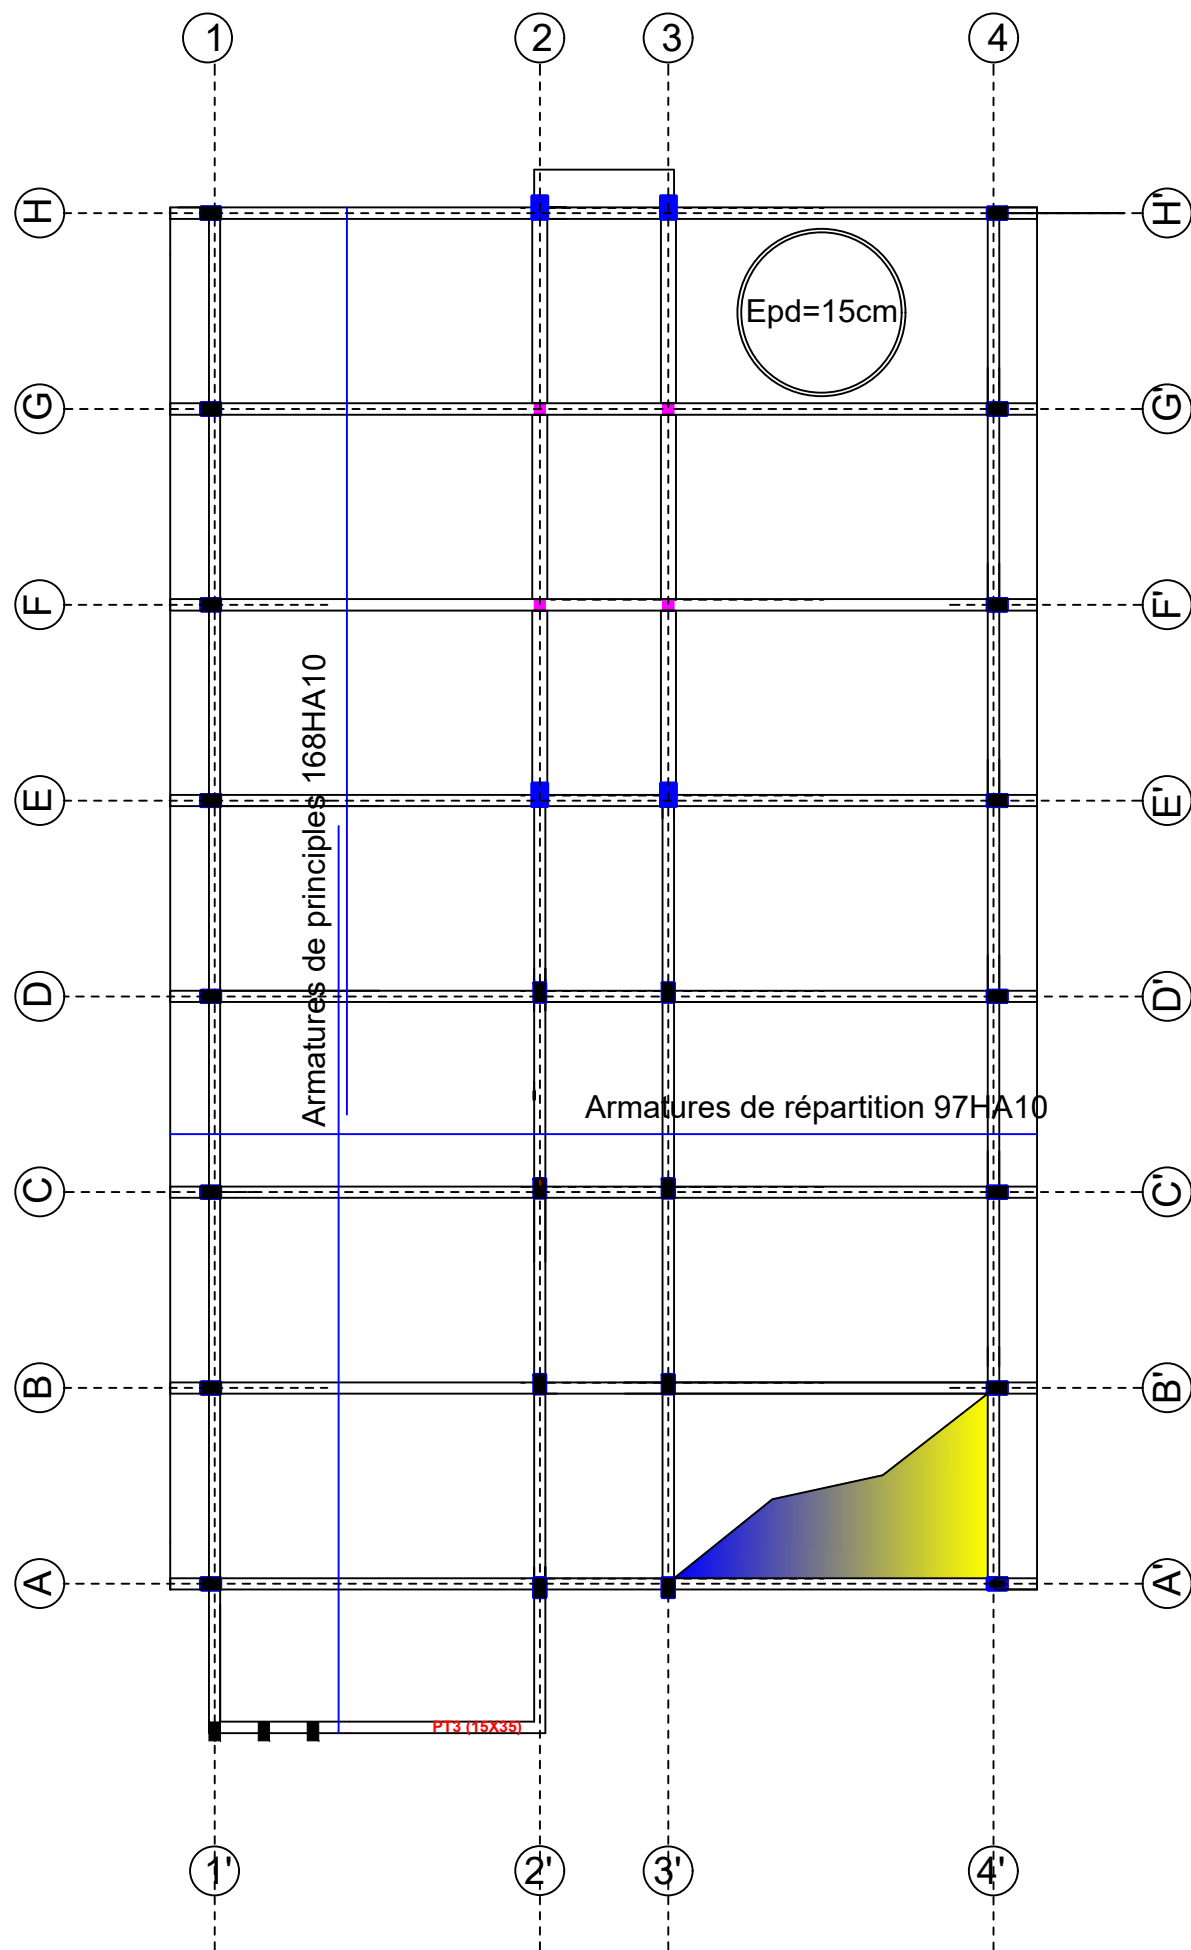 1 2 3 4
H H'
Epd=15cm
G G'
F F'
Armatures de principles 168HA10
E E'
D D'
Armatures de répartition 97HA10
C C'
B B'
A A'
PT3 (15X35)
1' 2' 3' 4'